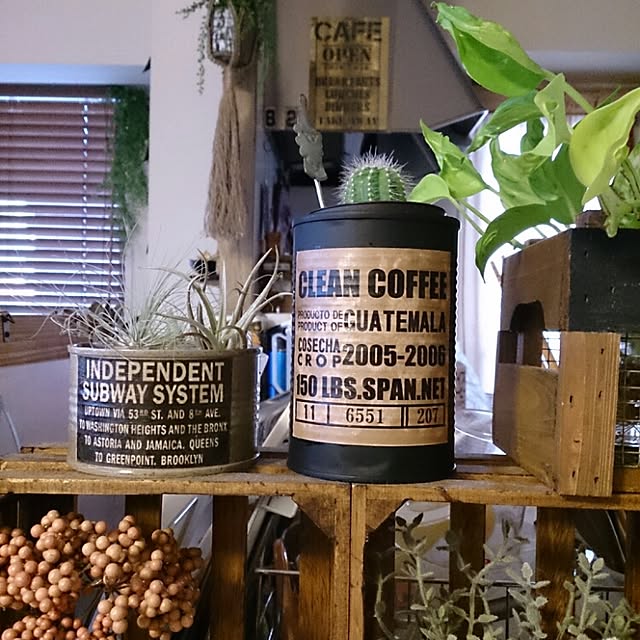 CAFE
OPEN
8 2
CLEAN COFFEE
PRODUCTO DE
PRODUCT OF GUATEMALA
COSECHA
CROP 2005-2006
150 LBS.SPAN.NET
11 6551 207
INDEPENDENT
SUBWAY SYSTEM
UPTOWN VIA 53RD ST. AND 8TH AVE.
TO WASHINGTON HEIGHTS AND THE BRONX
TO ASTORIA AND JAMAICA, QUEENS
TO GREENPOINT, BROOKLYN